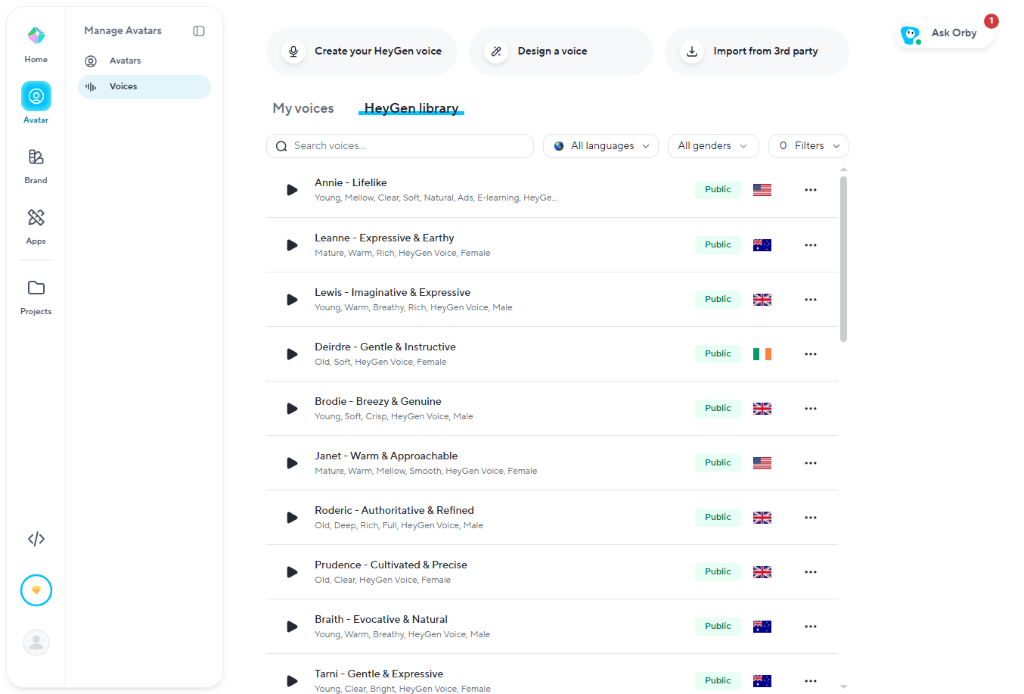 Home
Avatar
Brand
Apps
Projects
Manage Avatars
Avatars
Voices
Create your HeyGen voice
Design a voice
Import from 3rd party
Ask Orby
1
My voices
HeyGen library
Search voices...
All languages
All genders
0 Filters
Annie - Lifelike
Young, Mellow, Clear, Soft, Natural, Ads, E-learning, HeyGe...
Public
Leanne - Expressive & Earthy
Mature, Warm, Rich, HeyGen Voice, Female
Public
Lewis - Imaginative & Expressive
Young, Warm, Breathy, Rich, HeyGen Voice, Male
Public
Deirdre - Gentle & Instructive
Old, Soft, HeyGen Voice, Female
Public
Brodie - Breezy & Genuine
Young, Soft, Crisp, HeyGen Voice, Male
Public
Janet - Warm & Approachable
Mature, Warm, Mellow, Smooth, HeyGen Voice, Female
Public
Roderic - Authoritative & Refined
Old, Deep, Rich, Full, HeyGen Voice, Male
Public
Prudence - Cultivated & Precise
Old, Clear, HeyGen Voice, Female
Public
Braith - Evocative & Natural
Young, Warm, Breathy, HeyGen Voice, Male
Public
Tarni - Gentle & Expressive
Young, Clear, Bright, HeyGen Voice, Female
Public